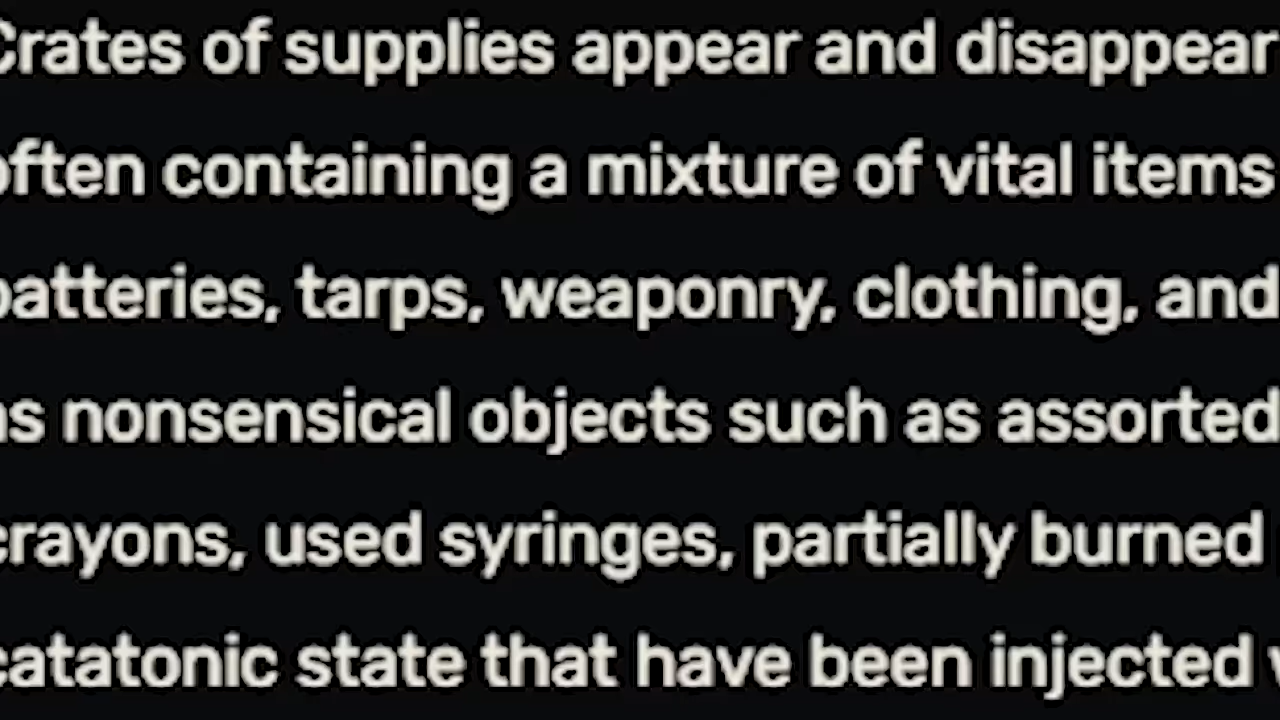 Crates of supplies appear and disappear
often containing a mixture of vital items
batteries, tarps, weaponry, clothing, and
as nonsensical objects such as assorted
crayons, used syringes, partially burned
catatonic state that have been injected